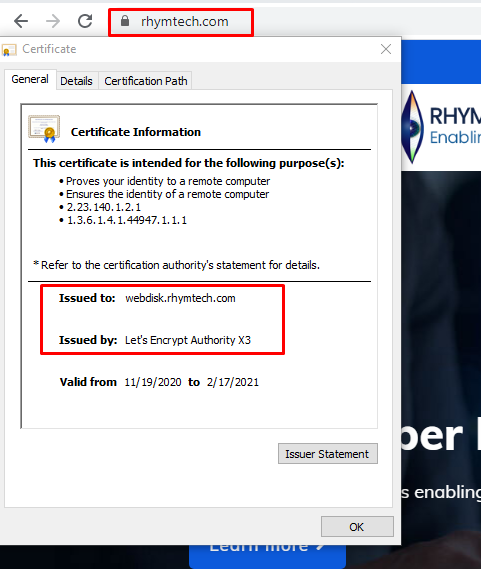 rhymtech.com
Certificate
General Details Certification Path
Certificate Information
This certificate is intended for the following purpose(s):
• Proves your identity to a remote computer
• Ensures the identity of a remote computer
• 2.23.140.1.2.1
• 1.3.6.1.4.1.44947.1.1.1
* Refer to the certification authority's statement for details.
Issued to: webdisk.rhymtech.com
Issued by: Let's Encrypt Authority X3
Valid from 11/19/2020 to 2/17/2021
Issuer Statement
OK
RHYM
Enablin
per
s enabling
Learn more